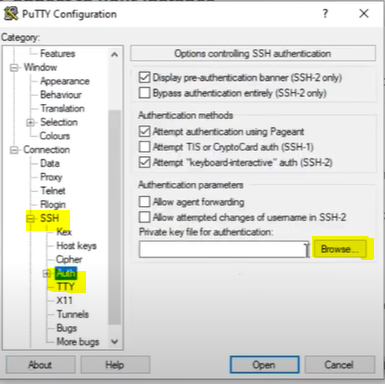 PuTTY Configuration
?
X
Category:
Features
Window
Appearance
Behaviour
Translation
Selection
Colours
Connection
Data
Proxy
Telnet
Rlogin
SSH
Kex
Host keys
Cipher
Auth
TTY
X11
Tunnels
Bugs
More bugs
Options controlling SSH authentication
Display pre-authentication banner (SSH-2 only)
Bypass authentication entirely (SSH-2 only)
Authentication methods
Attempt authentication using Pageant
Attempt TIS or CryptoCard auth (SSH-1)
Attempt "keyboard-interactive" auth (SSH-2)
Authentication parameters
Allow agent forwarding
Allow attempted changes of username in SSH-2
Private key file for authentication:
Browse...
About
Help
Open
Cancel